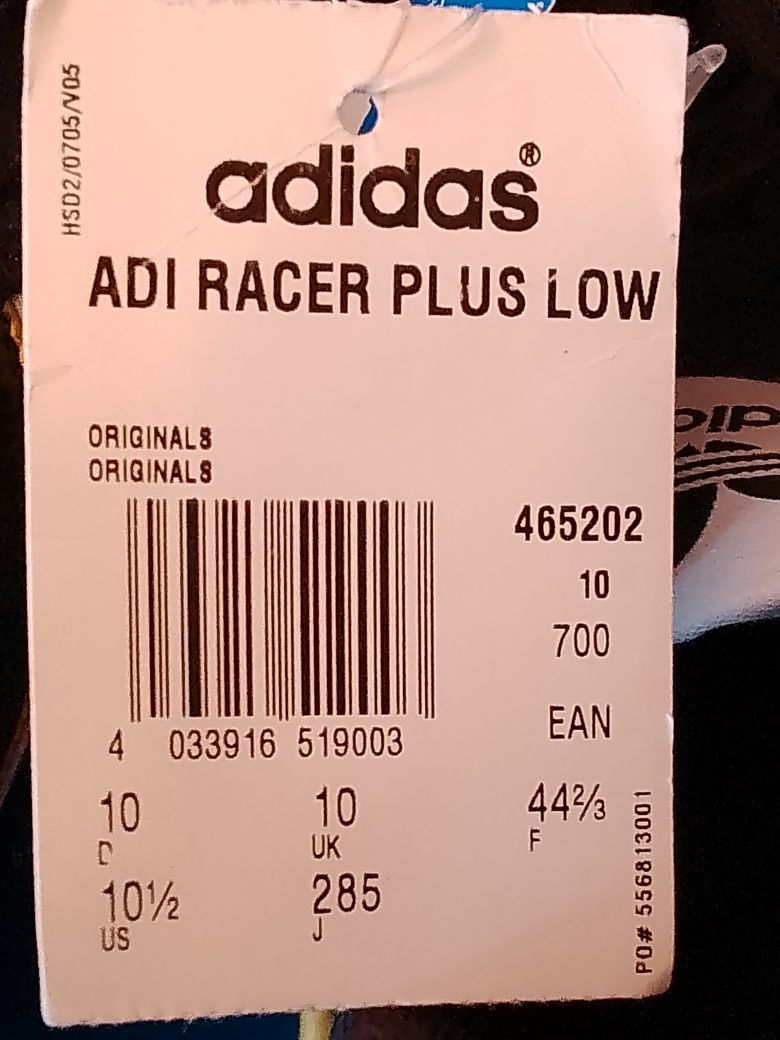 HSD2/0705/V05
adidas®
ADI RACER PLUS LOW
ORIGINALS
ORIGINALS
465202
10
700
EAN
4 033916 519003
10 10 44⅔
D UK F
10½ 285
US J
PO# 556813001